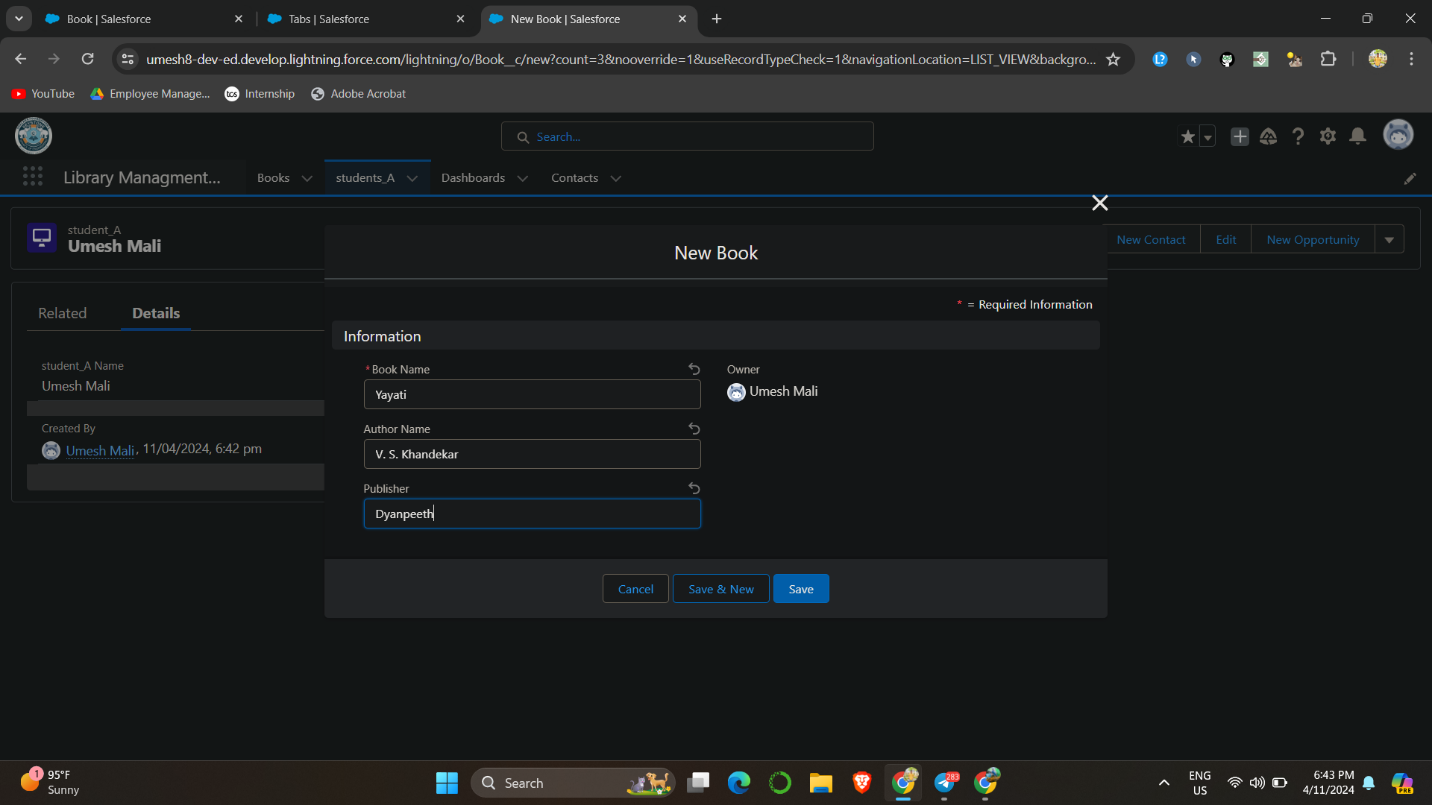 Book | Salesforce
Tabs | Salesforce
New Book | Salesforce
umesh8-dev-ed.develop.lightning.force.com/lightning/o/Book__c/new?count=3&nooverride=1&useRecordTypeCheck=1&navigationLocation=LIST_VIEW&backgro...
YouTube
Employee Manage...
tcs Internship
Adobe Acrobat
Search...
Library Managment...
Books
students_A
Dashboards
Contacts
student_A
Umesh Mali
New Contact
Edit
New Opportunity
New Book
* = Required Information
Related
Details
Information
student_A Name
Umesh Mali
Created By
Umesh Mali, 11/04/2024, 6:42 pm
*Book Name
Yayati
Owner
Umesh Mali
Author Name
V. S. Khandekar
Publisher
Dyanpeeth
Cancel
Save & New
Save
1
95°F
Sunny
Search
283
ENG
US
6:43 PM
4/11/2024
PRE